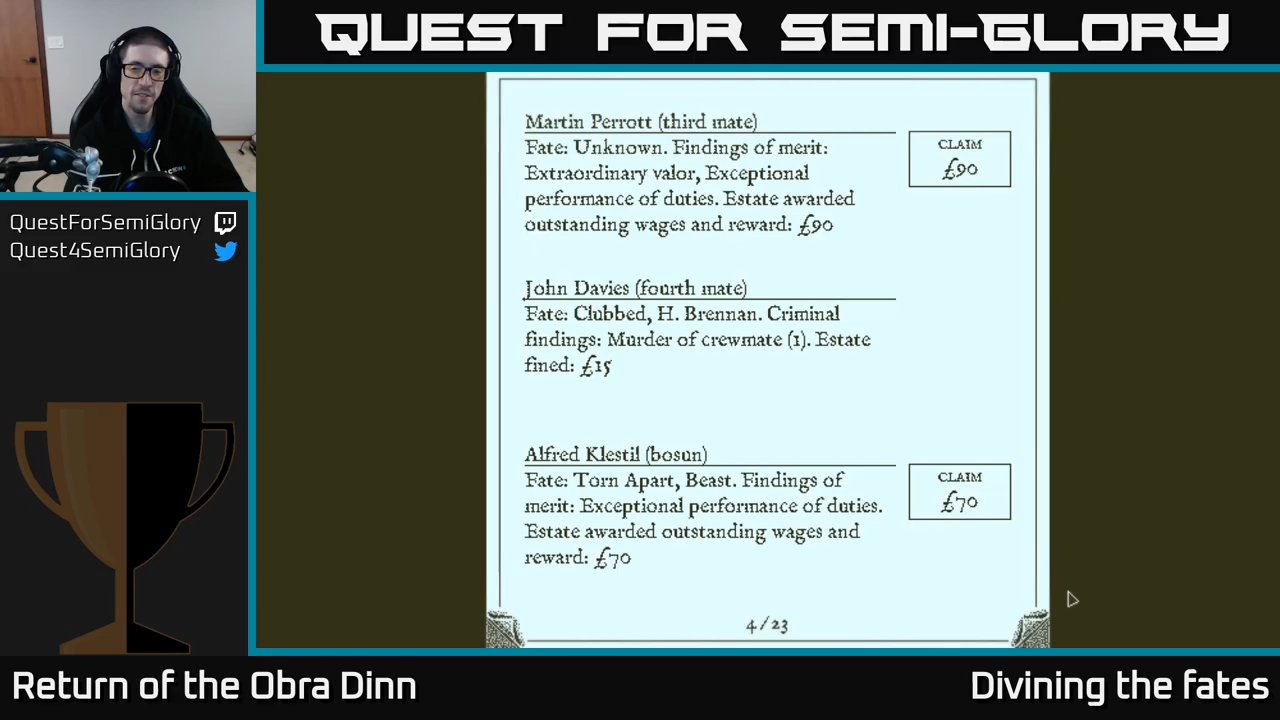 QUEST FOR SEMI-GLORY
QuestForSemiGlory
Quest4SemiGlory
Martin Perrott (third mate)
Fate: Unknown. Findings of merit:
Extraordinary valor, Exceptional
performance of duties. Estate awarded
outstanding wages and reward: £90
CLAIM
£90
John Davies (fourth mate)
Fate: Clubbed, H. Brennan. Criminal
findings: Murder of crewmate (1). Estate
fined: £15
Alfred Klestil (bosun)
Fate: Torn Apart, Beast. Findings of
merit: Exceptional performance of duties.
Estate awarded outstanding wages and
reward: £70
CLAIM
£70
4/23
Return of the Obra Dinn
Divining the fates